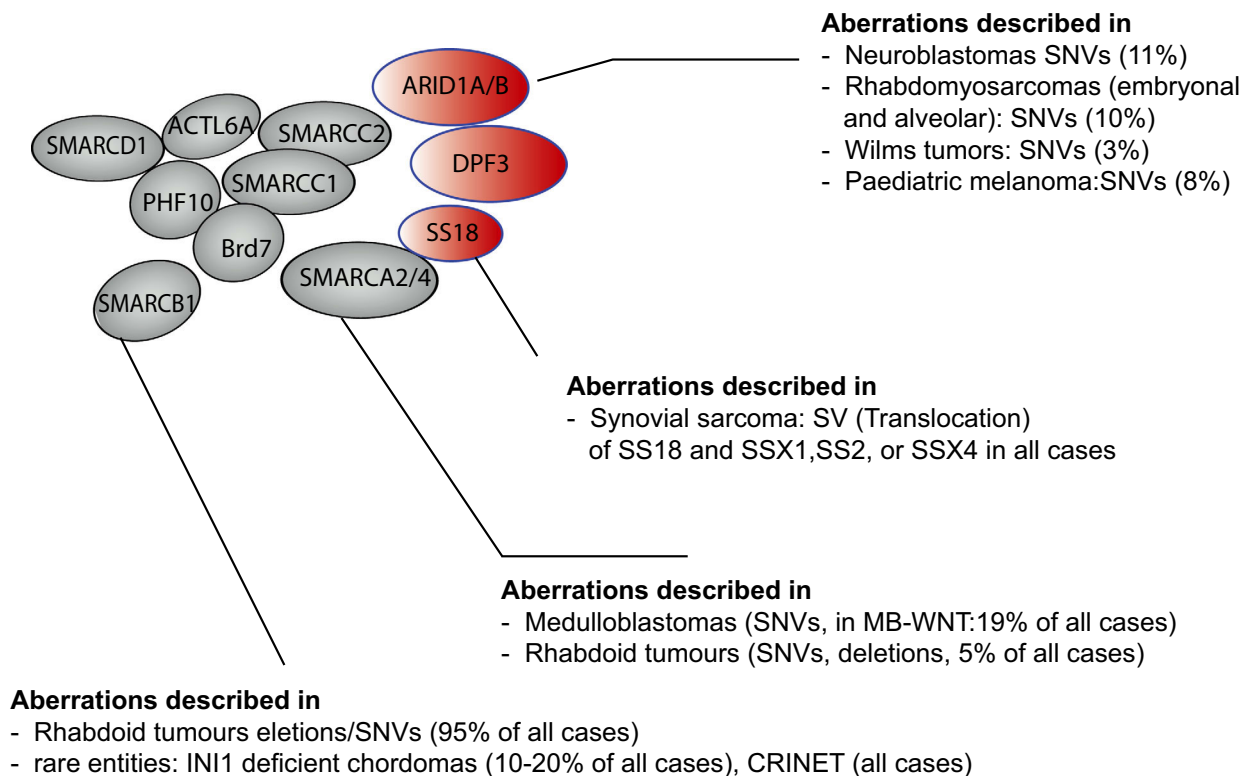 Aberrations described in
- Neuroblastomas SNVs (11%)
- Rhabdomyosarcomas (embryonal
and alveolar): SNVs (10%)
- Wilms tumors: SNVs (3%)
- Paediatric melanoma:SNVs (8%)
ARID1A/B
ACTL6A
SMARCC2
SMARCD1
DPF3
SMARCC1
PHF10
SS18
Brd7
SMARCA2/4
SMARCB1
Aberrations described in
- Synovial sarcoma: SV (Translocation)
of SS18 and SSX1,SS2, or SSX4 in all cases
Aberrations described in
- Medulloblastomas (SNVs, in MB-WNT:19% of all cases)
- Rhabdoid tumours (SNVs, deletions, 5% of all cases)
Aberrations described in
- Rhabdoid tumours eletions/SNVs (95% of all cases)
- rare entities: INI1 deficient chordomas (10-20% of all cases), CRINET (all cases)